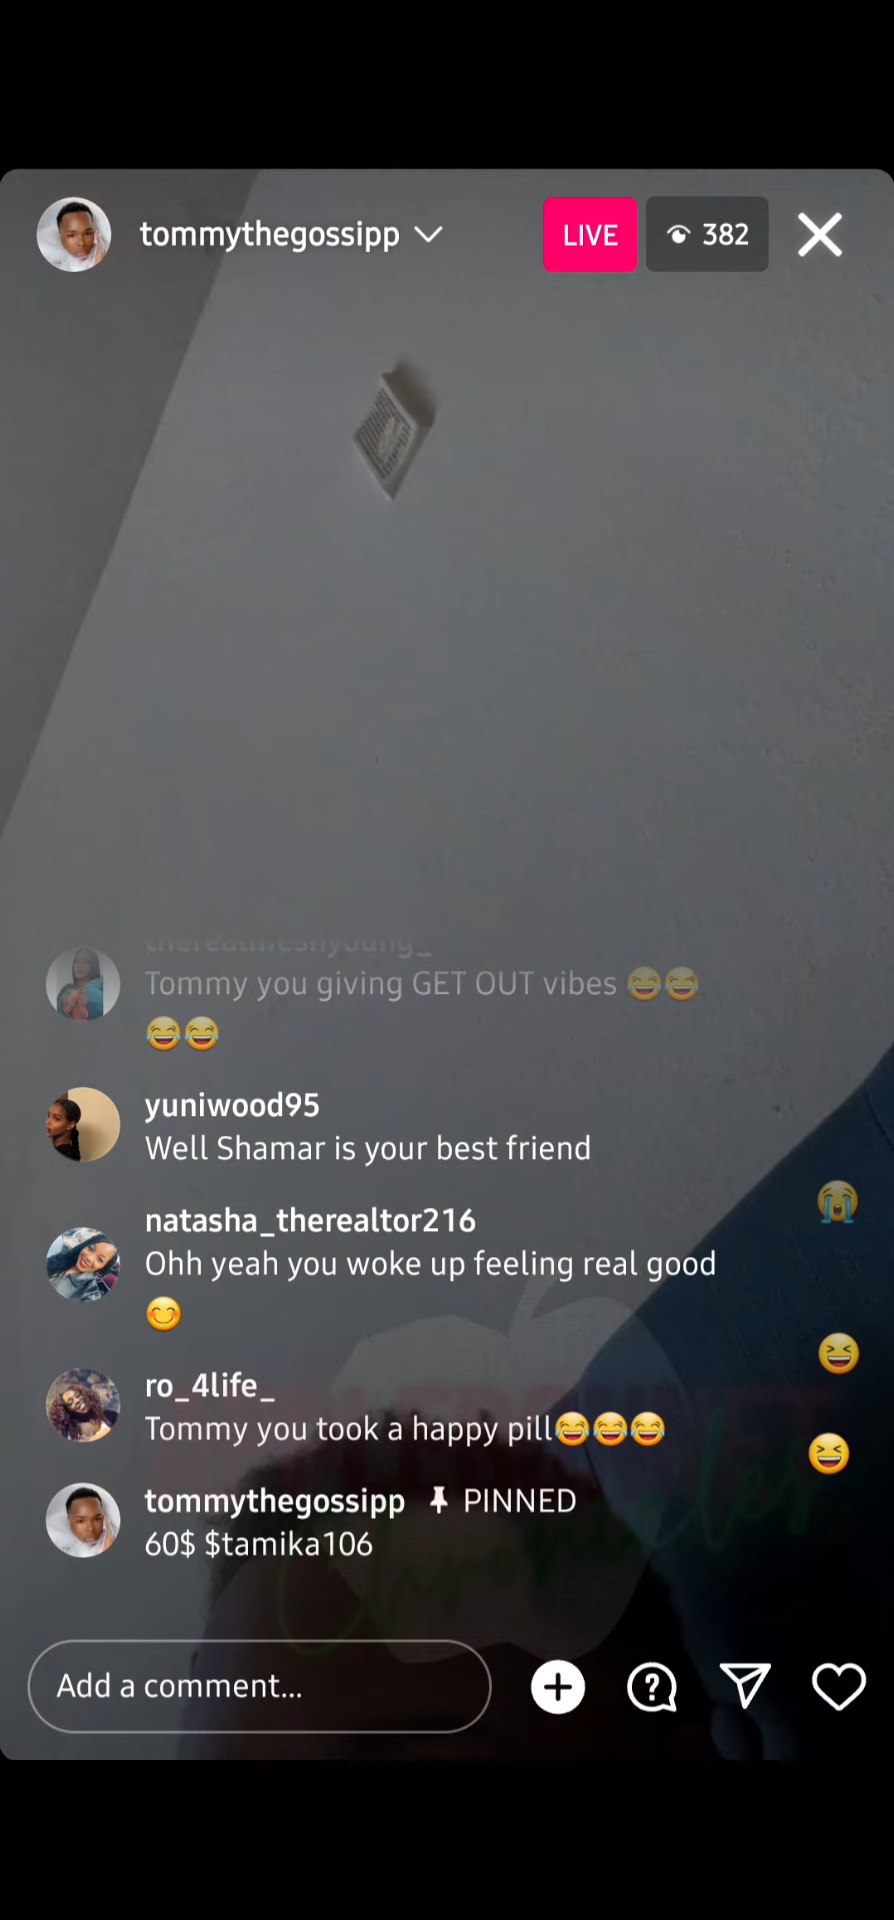 tommythegossipp
LIVE
382
therealmeshyoung_
Tommy you giving GET OUT vibes 😂😂
😂😂
yuniwood95
Well Shamar is your best friend
natasha_therealtor216
Ohh yeah you woke up feeling real good
😊
ro_4life_
Tommy you took a happy pill😂😂😂
tommythegossipp PINNED
60$ $tamika106
Add a comment...